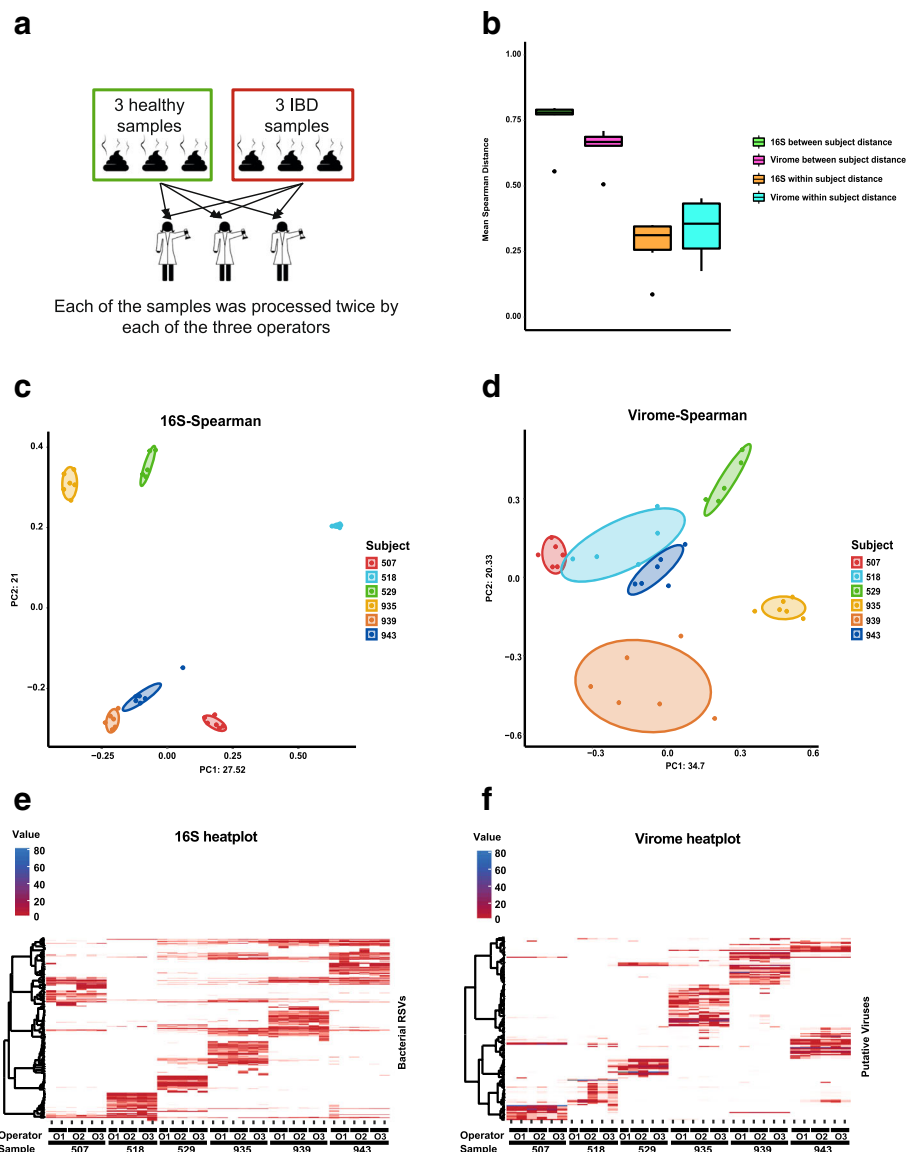 a
3 healthy
samples
3 IBD
samples
Each of the samples was processed twice by
each of the three operators
b
Mean Spearman Distance
1.00
0.75
0.50
0.25
0.00
16S between subject distance
Virome between subject distance
16S within subject distance
Virome within subject distance
c
16S-Spearman
PC2: 21
0.4
0.2
0.0
−0.2
−0.25 0.00 0.25 0.50
PC1: 27.52
Subject
507
518
529
935
939
943
d
Virome-Spearman
PC2: 20.33
0.3
0.0
−0.3
−0.6
−0.3 0.0 0.3 0.6
PC1: 34.7
Subject
507
518
529
935
939
943
e
16S heatplot
Value
80
60
40
20
0
Bacterial RSVs
Operator O1 O2 O3 O1 O2 O3 O1 O2 O3 O1 O2 O3 O1 O2 O3 O1 O2 O3
Sample 507 518 529 935 939 943
f
Virome heatplot
Value
80
60
40
20
0
Putative Viruses
Operator O1 O2 O3 O1 O2 O3 O1 O2 O3 O1 O2 O3 O1 O2 O3 O1 O2 O3
Sample 507 518 529 935 939 943